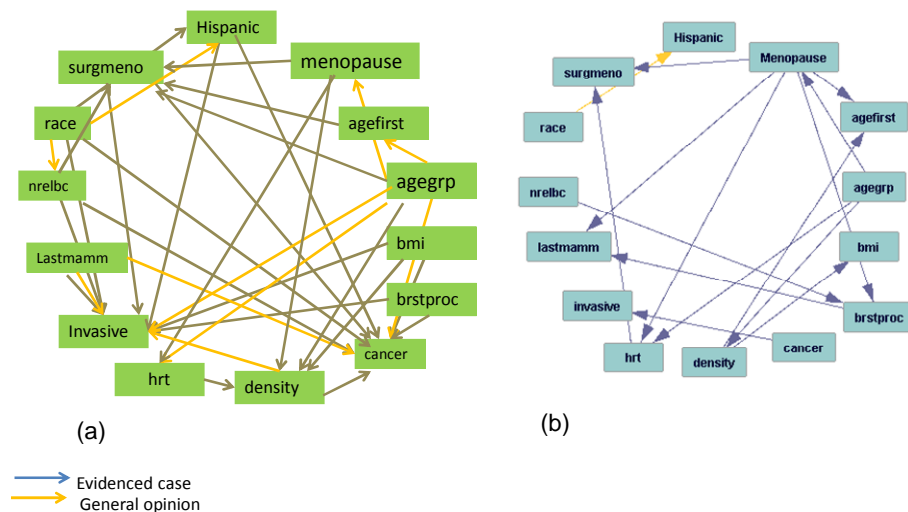 Hispanic
surgmeno
menopause
race
agefirst
nrelbc
agegrp
bmi
Lastmamm
brstproc
Invasive
cancer
hrt
density
(a)
Hispanic
surgmeno
Menopause
race
agefirst
nrelbc
agegrp
lastmamm
bmi
invasive
brstproc
hrt
density
cancer
(b)
Evidenced case
General opinion